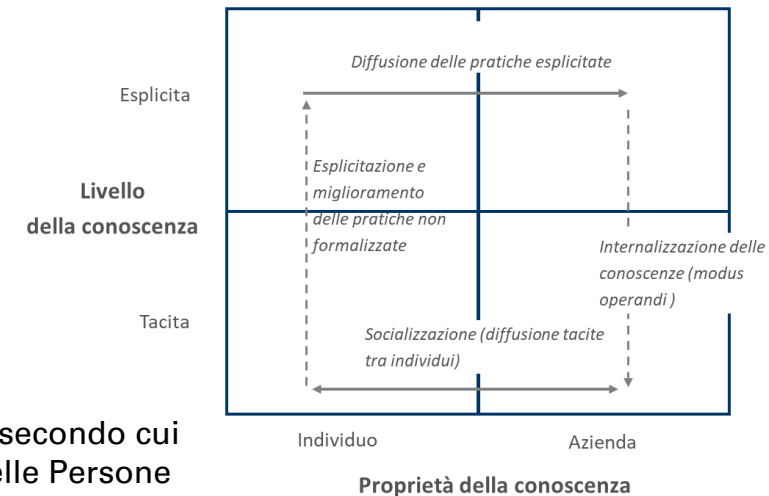 Diffusione delle pratiche esplicitate
Esplicita
Esplicitazione e
miglioramento
delle pratiche non
formalizzate
Livello
della conoscenza
Internalizzazione delle
conoscenze (modus
operandi )
Tacita
Socializzazione (diffusione tacite
tra individui)
secondo cui
elle Persone
Individuo
Azienda
Proprietà della conoscenza